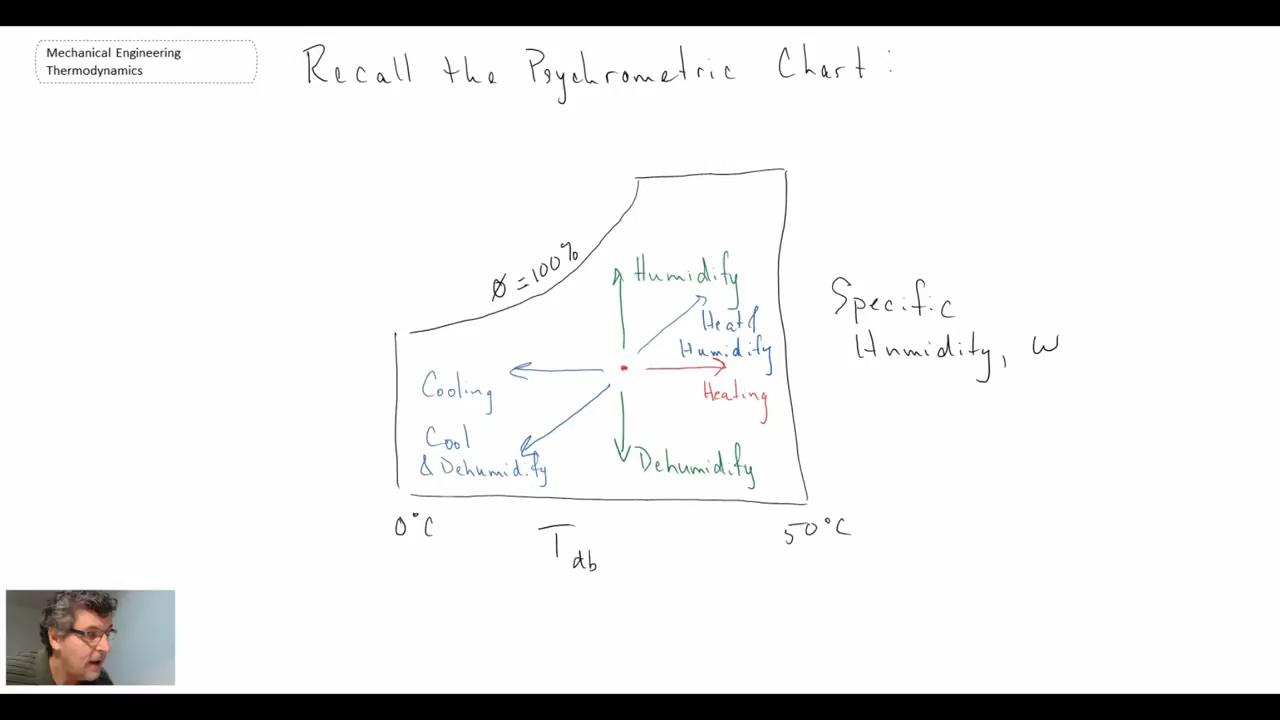 Mechanical Engineering
Thermodynamics
Recall the Psychrometric Chart:
Ø = 100%
Humidify
Heat &
Humidify
Specific
Humidity, ω
Cooling
Heating
Cool
& Dehumidify
Dehumidify
0°C
Tdb
50°C